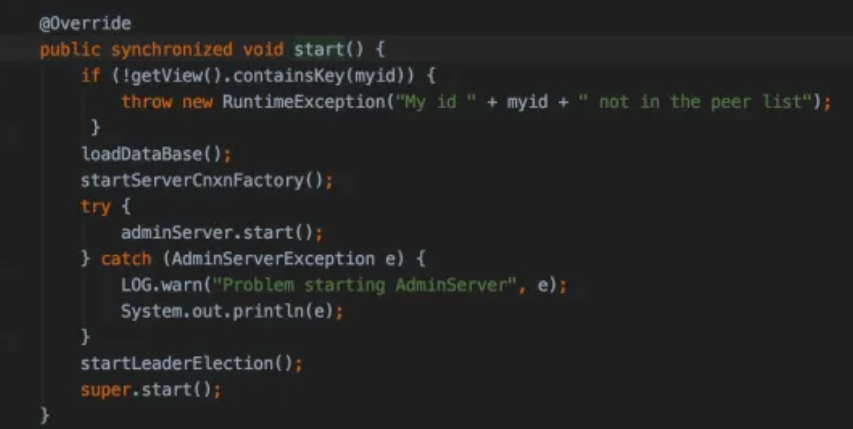 @Override
public synchronized void start() {
    if (!getView().containsKey(myid)) {
        throw new RuntimeException("My id " + myid + " not in the peer list");
     }
    loadDataBase();
    startServerCnxnFactory();
    try {
        adminServer.start();
    } catch (AdminServerException e) {
        LOG.warn("Problem starting AdminServer", e);
        System.out.println(e);
    }
    startLeaderElection();
    super.start();
}